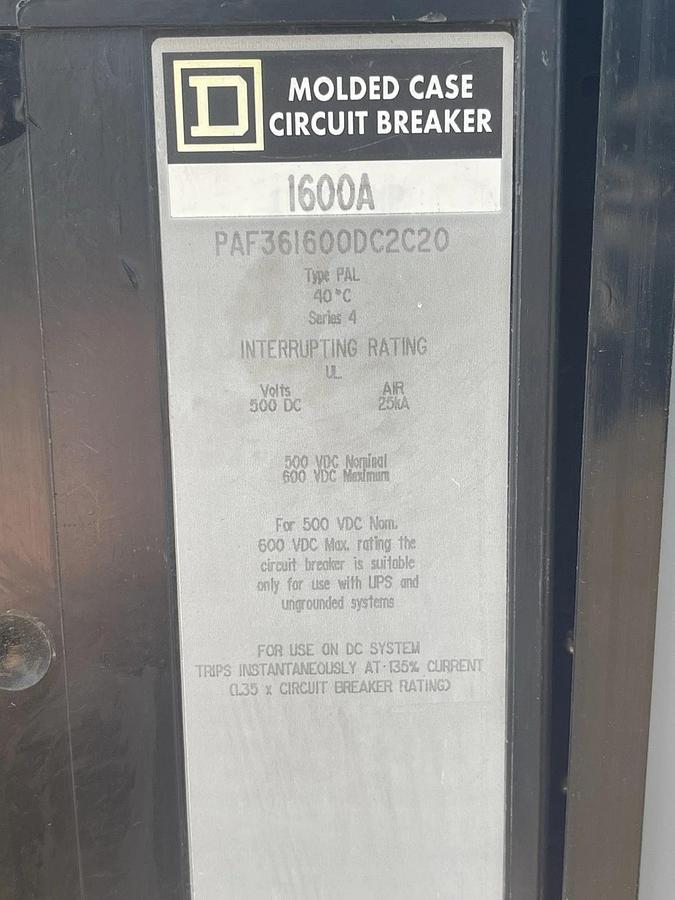 D
MOLDED CASE
CIRCUIT BREAKER
1600A
PAF361600DC2C20
Type PAL
40°C
Series 4
INTERRUPTING RATING
UL
Volts AIR
500 DC 25kA
500 VDC Nominal
600 VDC Maximum
For 500 VDC Nom.
600 VDC Max. rating the
circuit breaker is suitable
only for use with UPS and
ungrounded systems
FOR USE ON DC SYSTEM
TRIPS INSTANTANEOUSLY AT 135% CURRENT
(1.35 x CIRCUIT BREAKER RATING)